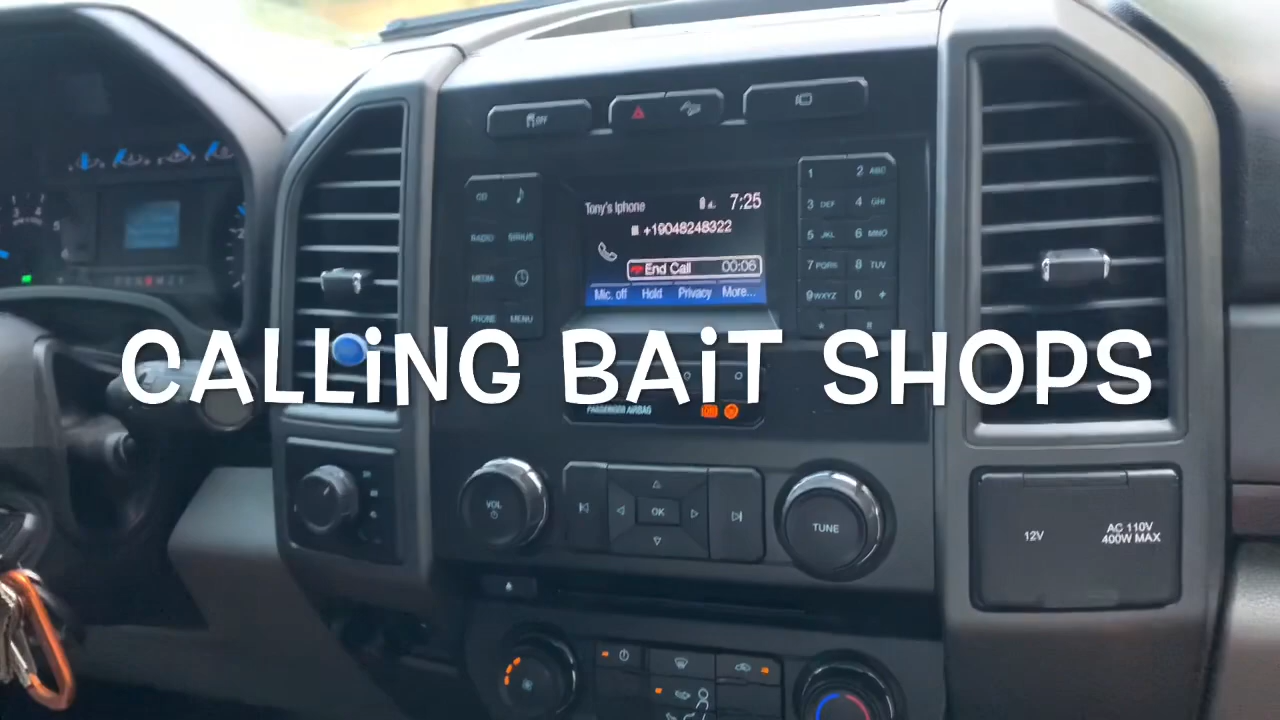 OFF
CD
RADIO SIRIUS
MEDIA
PHONE MENU
Tony's Iphone 7:25
+19048248322
End Call 00:06
Mic. off Hold Privacy More...
1 2 ABC
3 DEF 4 GHI
5 JKL 6 MNO
7 PQRS 8 TUV
9 WXYZ 0 +
* #
CALLiNG BAiT SHOPS
PASSENGER AIRBAG
VOL
OK
TUNE
12V
AC 110V
400W MAX